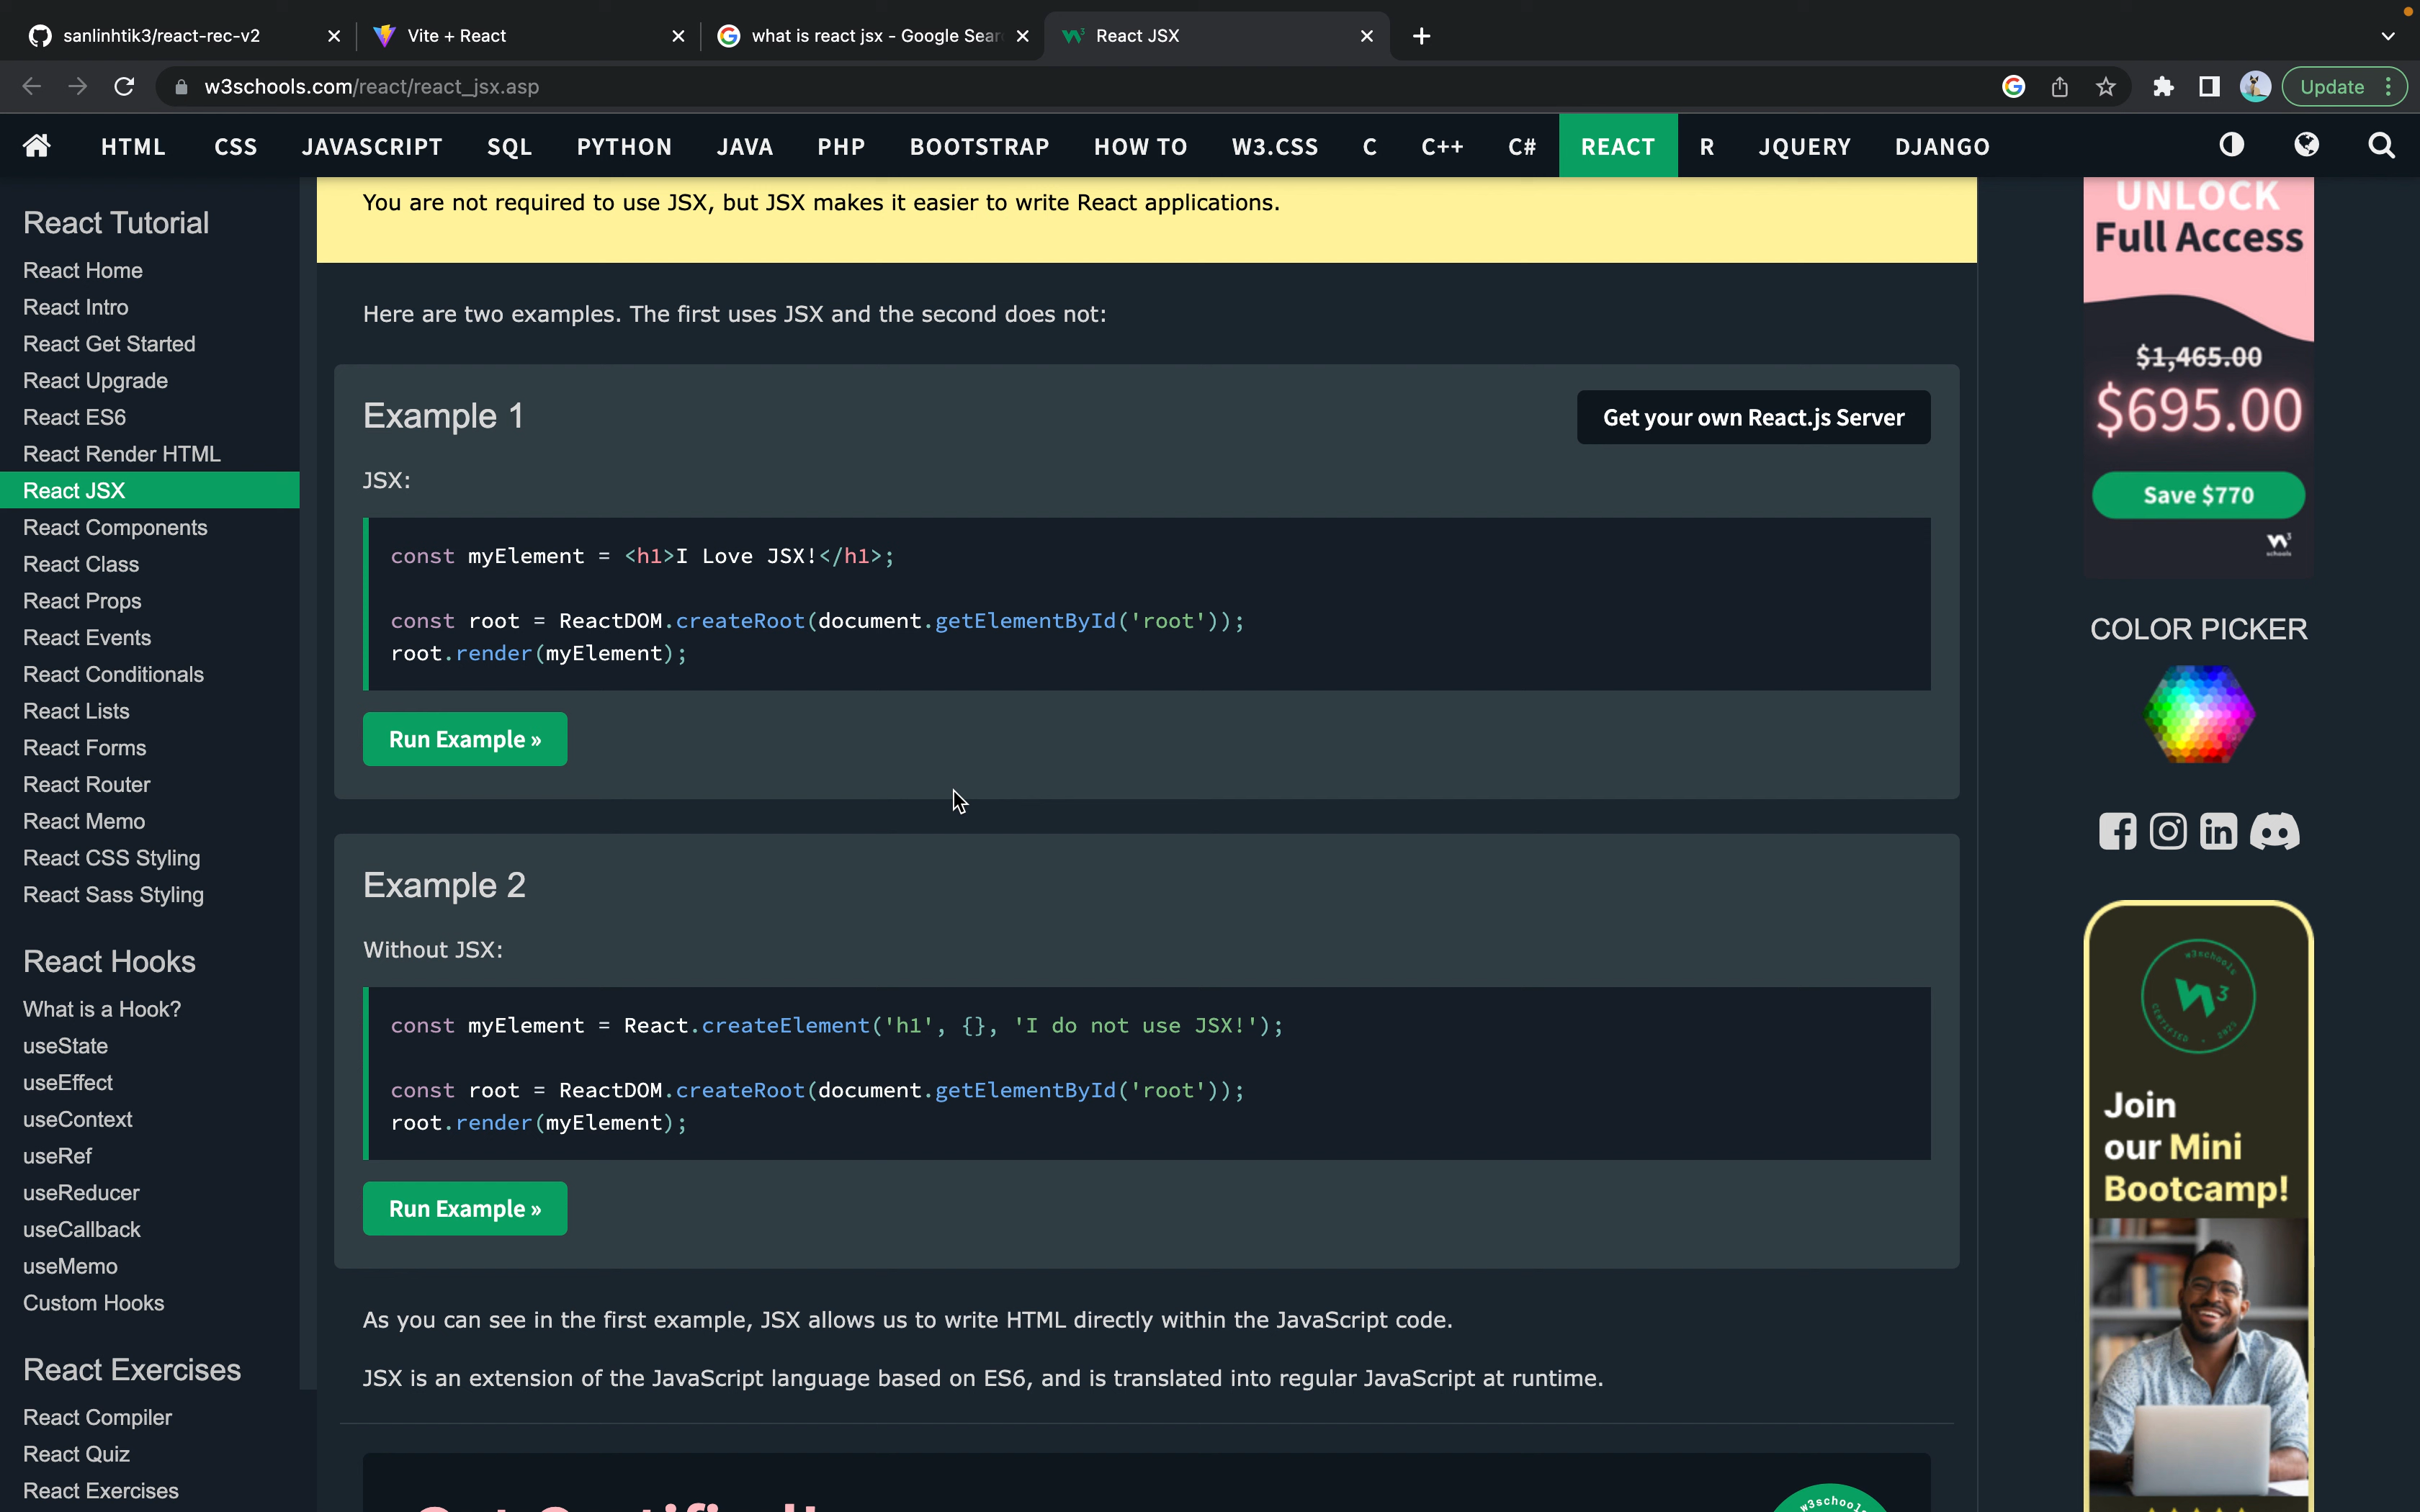 sanlinhtik3/react-rec-v2
Vite + React
what is react jsx - Google Sear
React JSX
w3schools.com/react/react_jsx.asp
Update
HTML CSS JAVASCRIPT SQL PYTHON JAVA PHP BOOTSTRAP HOW TO W3.CSS C C++ C# REACT R JQUERY DJANGO
React Tutorial
React Home
React Intro
React Get Started
React Upgrade
React ES6
React Render HTML
React JSX
React Components
React Class
React Props
React Events
React Conditionals
React Lists
React Forms
React Router
React Memo
React CSS Styling
React Sass Styling
React Hooks
What is a Hook?
useState
useEffect
useContext
useRef
useReducer
useCallback
useMemo
Custom Hooks
React Exercises
React Compiler
React Quiz
React Exercises
You are not required to use JSX, but JSX makes it easier to write React applications.
Here are two examples. The first uses JSX and the second does not:
Example 1
Get your own React.js Server
JSX:
const myElement = <h1>I Love JSX!</h1>;
const root = ReactDOM.createRoot(document.getElementById('root'));
root.render(myElement);
Run Example »
Example 2
Without JSX:
const myElement = React.createElement('h1', {}, 'I do not use JSX!');
const root = ReactDOM.createRoot(document.getElementById('root'));
root.render(myElement);
Run Example »
As you can see in the first example, JSX allows us to write HTML directly within the JavaScript code.
JSX is an extension of the JavaScript language based on ES6, and is translated into regular JavaScript at runtime.
w3schoo
UNLOCK
Full Access
$1,465.00
$695.00
Save $770
schools
COLOR PICKER
w3schools
CERTIFIED • 2025
Join
our Mini
Bootcamp!